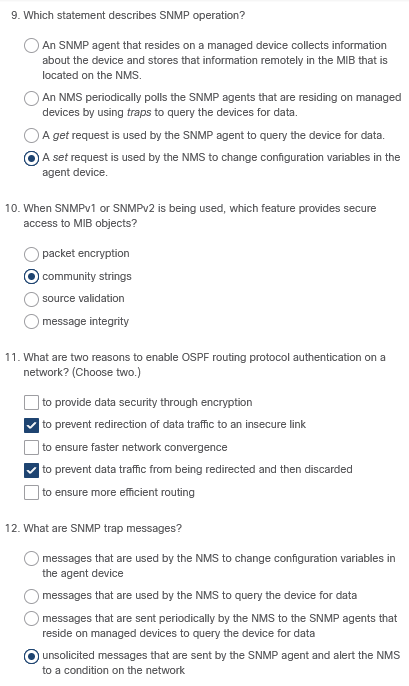 9. Which statement describes SNMP operation?
An SNMP agent that resides on a managed device collects information
about the device and stores that information remotely in the MIB that is
located on the NMS.
An NMS periodically polls the SNMP agents that are residing on managed
devices by using traps to query the devices for data.
A get request is used by the SNMP agent to query the device for data.
A set request is used by the NMS to change configuration variables in the
agent device.
10. When SNMPv1 or SNMPv2 is being used, which feature provides secure
access to MIB objects?
packet encryption
community strings
source validation
message integrity
11. What are two reasons to enable OSPF routing protocol authentication on a
network? (Choose two.)
to provide data security through encryption
to prevent redirection of data traffic to an insecure link
to ensure faster network convergence
to prevent data traffic from being redirected and then discarded
to ensure more efficient routing
12. What are SNMP trap messages?
messages that are used by the NMS to change configuration variables in
the agent device
messages that are used by the NMS to query the device for data
messages that are sent periodically by the NMS to the SNMP agents that
reside on managed devices to query the device for data
unsolicited messages that are sent by the SNMP agent and alert the NMS
to a condition on the network